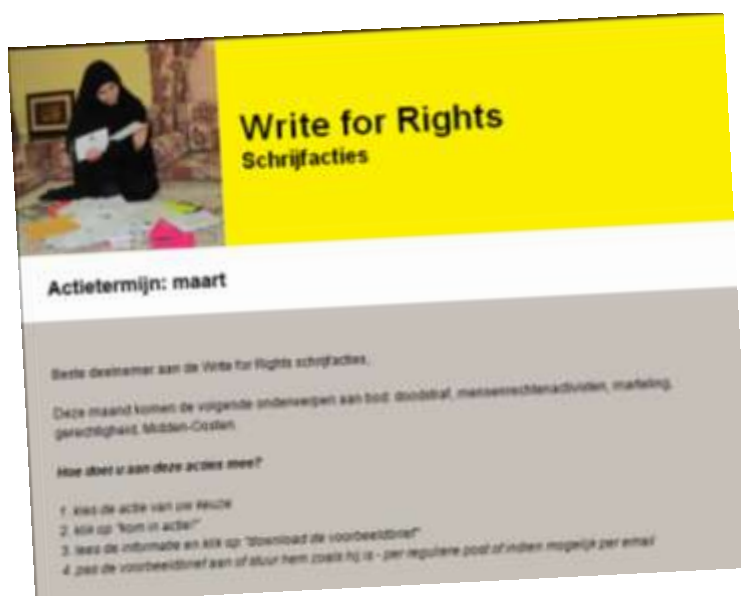 Write for Rights
Schrijfacties
Actietermijn: maart
Beste deelnemer aan de Write for Rights schrijfacties,
Deze maand komen de volgende onderwerpen aan bod: doodstraf, mensenrechtenactivisten, marteling,
gerechtigheid, Midden-Oosten.
Hoe doet u aan deze acties mee?
1. kies de actie van uw keuze
2. klik op "kom in actie!"
3. lees de informatie en klik op "download de voorbeeldbrief"
4. pas de voorbeeldbrief aan of stuur hem zoals hij is - per reguliere post of indien mogelijk per email